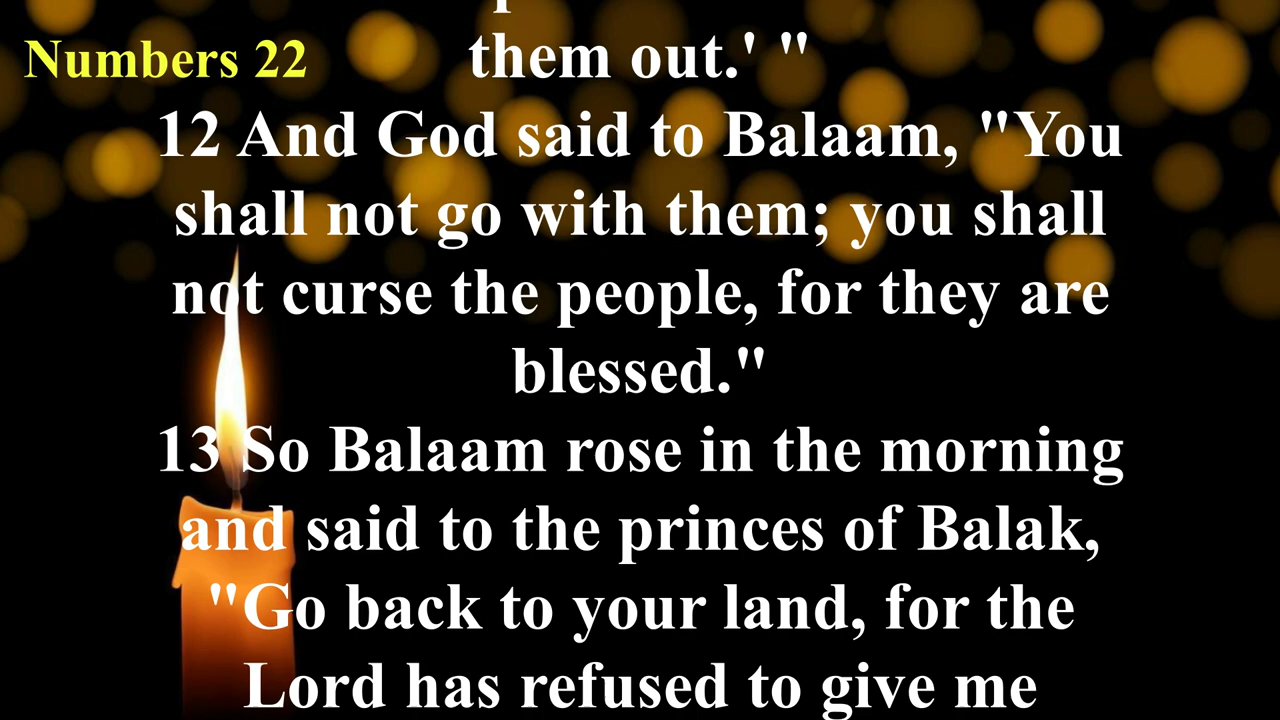 Numbers 22
them out.' "
12 And God said to Balaam, "You
shall not go with them; you shall
not curse the people, for they are
blessed."
13 So Balaam rose in the morning
and said to the princes of Balak,
"Go back to your land, for the
Lord has refused to give me